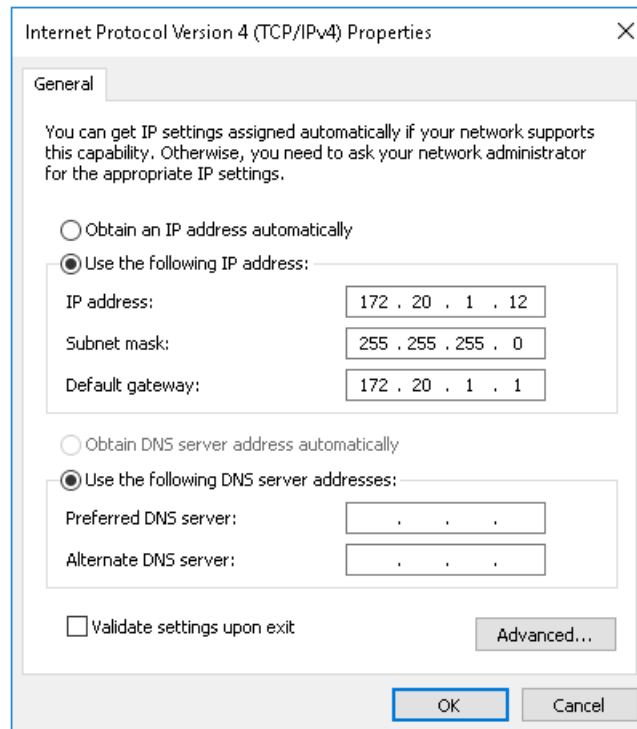 Internet Protocol Version 4 (TCP/IPv4) Properties
General
You can get IP settings assigned automatically if your network supports
this capability. Otherwise, you need to ask your network administrator
for the appropriate IP settings.
Obtain an IP address automatically
Use the following IP address:
IP address: 172 . 20 . 1 . 12
Subnet mask: 255 . 255 . 255 . 0
Default gateway: 172 . 20 . 1 . 1
Obtain DNS server address automatically
Use the following DNS server addresses:
Preferred DNS server: . . .
Alternate DNS server: . . .
Validate settings upon exit
Advanced...
OK Cancel